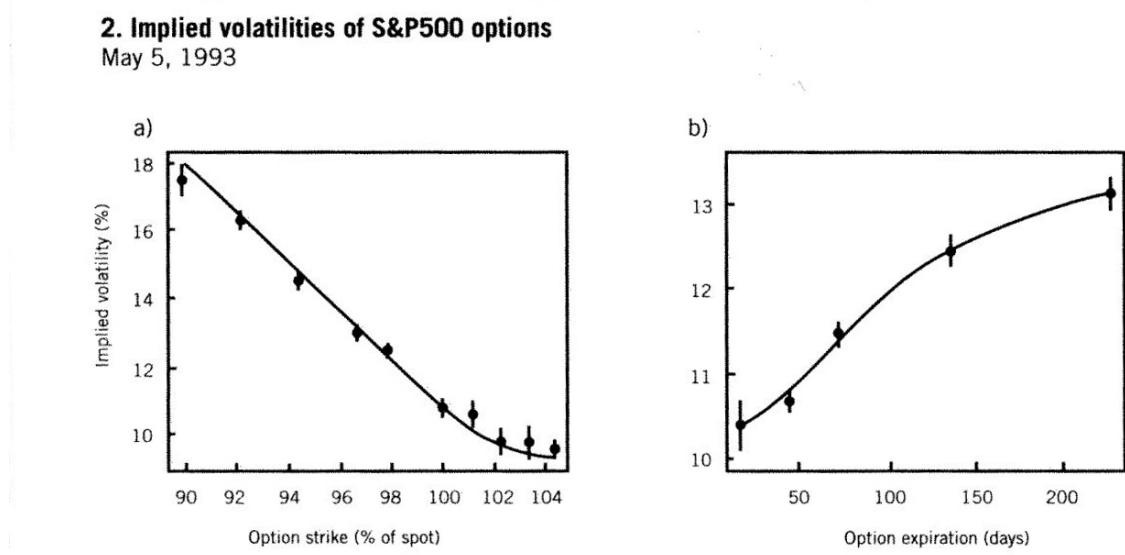 2. Implied volatilities of S&P500 options
May 5, 1993
a)
18
16
14
12
10
Implied volatility (%)
90 92 94 96 98 100 102 104
Option strike (% of spot)
b)
13
12
11
10
50 100 150 200
Option expiration (days)